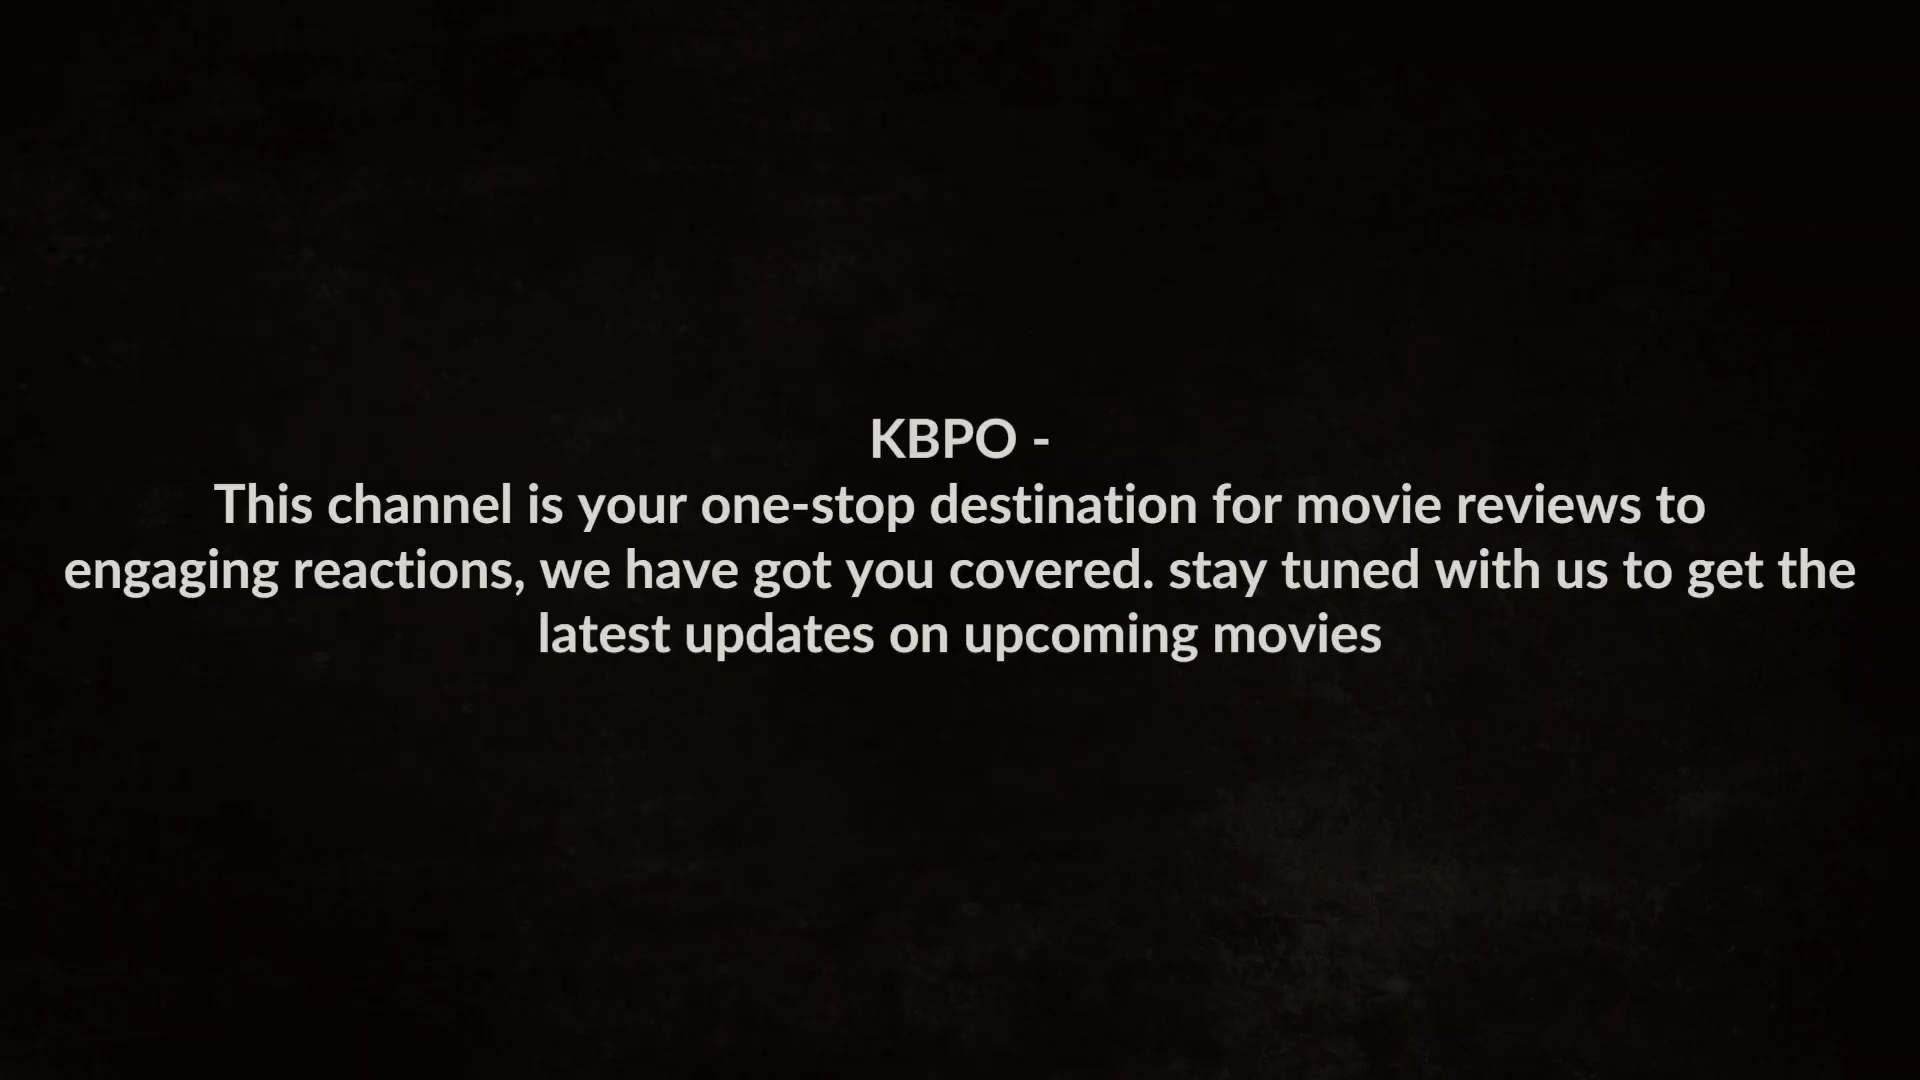 KBPO -
This channel is your one-stop destination for movie reviews to
engaging reactions, we have got you covered. stay tuned with us to get the
latest updates on upcoming movies